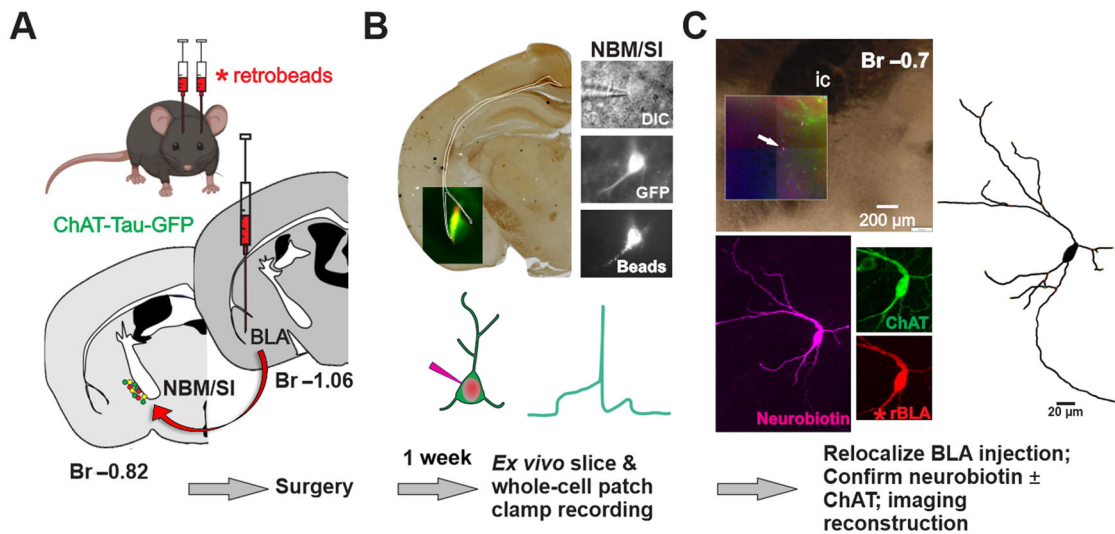 A
* retrobeads
ChAT-Tau-GFP
BLA
NBM/SI
Br –1.06
Br –0.82
Surgery
B
NBM/SI
DIC
GFP
Beads
1 week
Ex vivo slice &
whole-cell patch
clamp recording
C
Br –0.7
ic
200 µm
Neurobiotin
ChAT
* rBLA
20 µm
Relocalize BLA injection;
Confirm neurobiotin ±
ChAT; imaging
reconstruction